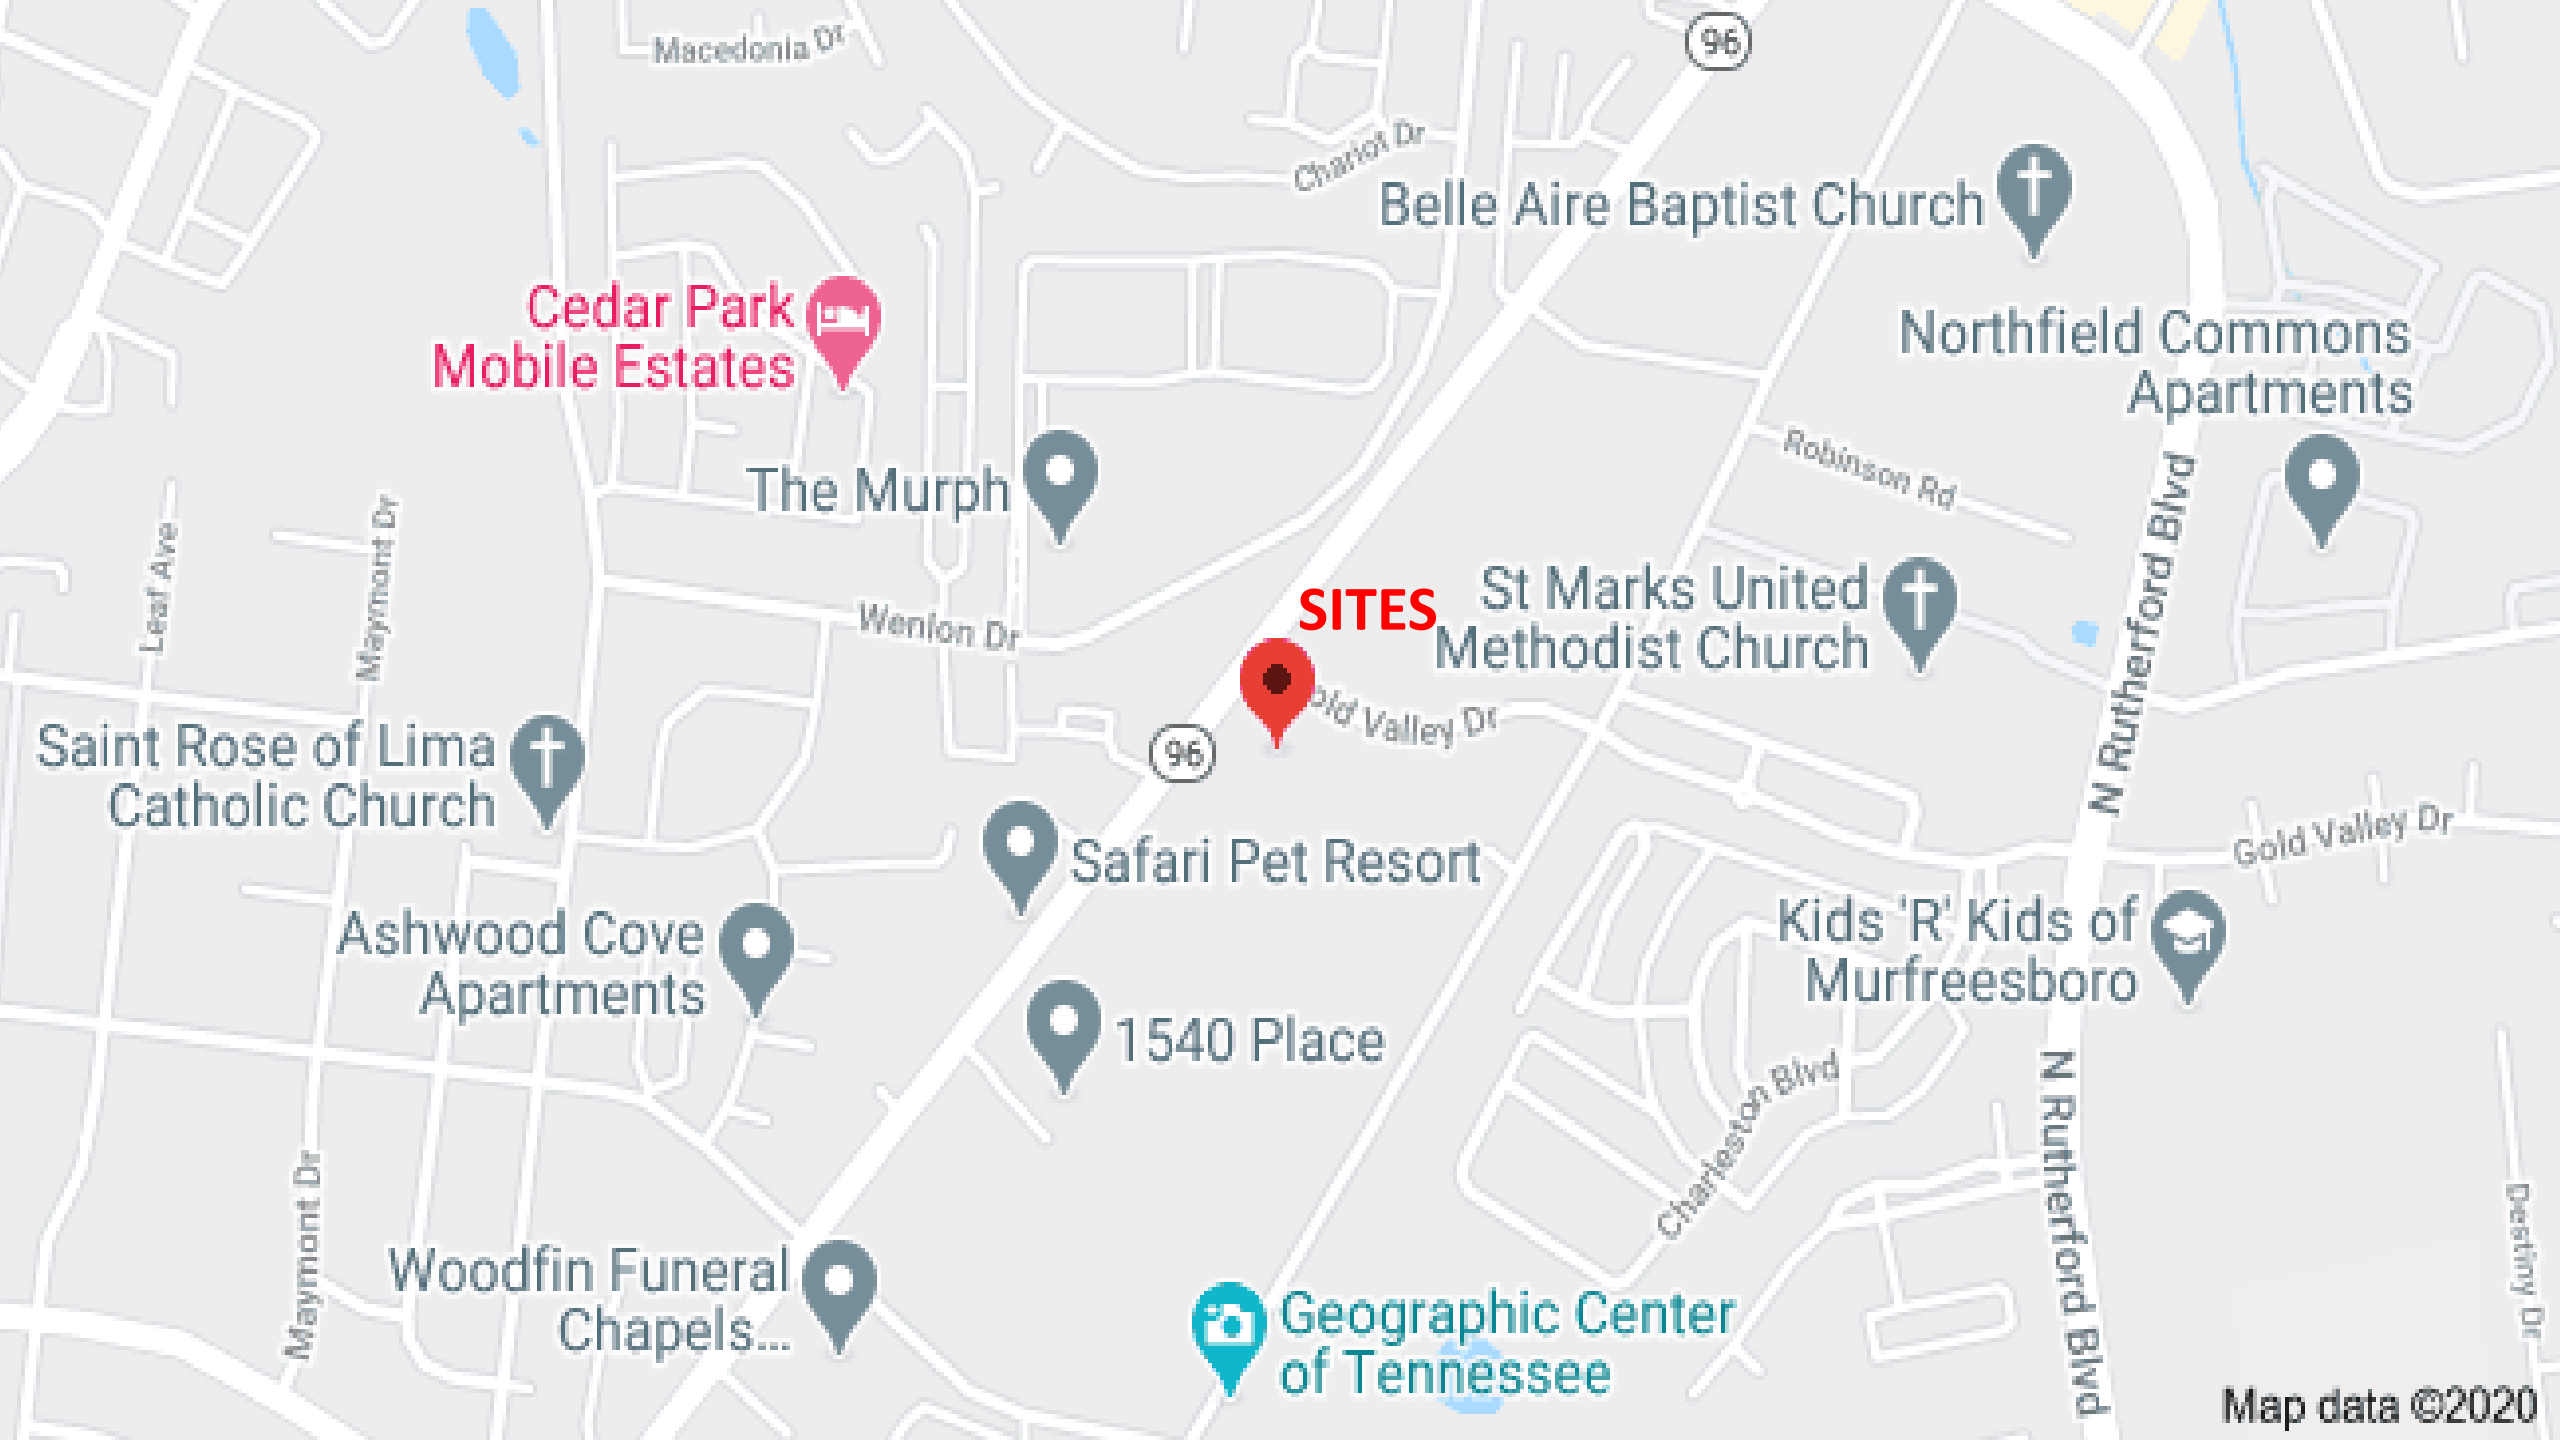 Macedonia Dr
96
Chariot Dr
Belle Aire Baptist Church
Cedar Park
Mobile Estates
Northfield Commons
Apartments
The Murph
Robinson Rd
Leaf Ave
Maymont Dr
N Rutherford Blvd
SITES
St Marks United
Methodist Church
Wenlon Dr
old Valley Dr
Saint Rose of Lima
Catholic Church
96
Safari Pet Resort
Gold Valley Dr
Ashwood Cove
Apartments
Kids 'R' Kids of
Murfreesboro
1540 Place
Charleston Blvd
N Rutherford Blvd
Maymont Dr
Destiny Dr
Woodfin Funeral
Chapels...
Geographic Center
of Tennessee
Map data ©2020